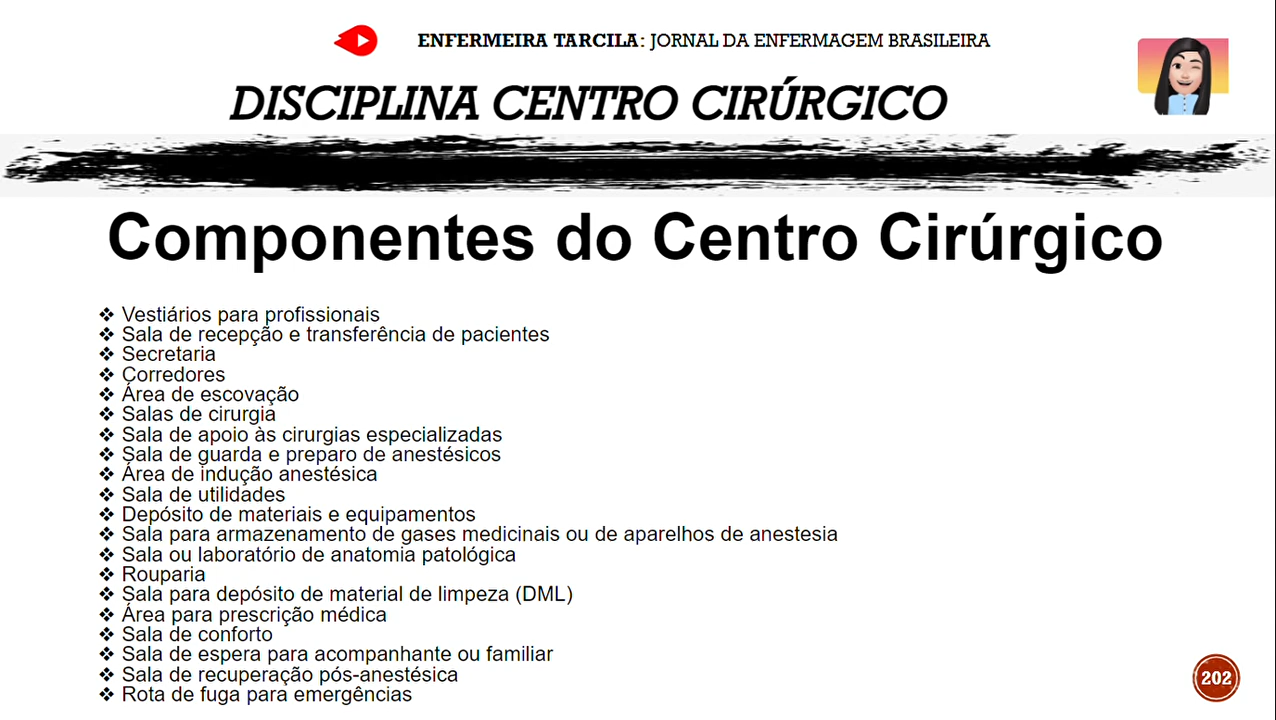 ENFERMEIRA TARCILA: JORNAL DA ENFERMAGEM BRASILEIRA
DISCIPLINA CENTRO CIRÚRGICO
Componentes do Centro Cirúrgico
❖ Vestiários para profissionais
❖ Sala de recepção e transferência de pacientes
❖ Secretaria
❖ Corredores
❖ Área de escovação
❖ Salas de cirurgia
❖ Sala de apoio às cirurgias especializadas
❖ Sala de guarda e preparo de anestésicos
❖ Área de indução anestésica
❖ Sala de utilidades
❖ Depósito de materiais e equipamentos
❖ Sala para armazenamento de gases medicinais ou de aparelhos de anestesia
❖ Sala ou laboratório de anatomia patológica
❖ Rouparia
❖ Sala para depósito de material de limpeza (DML)
❖ Área para prescrição médica
❖ Sala de conforto
❖ Sala de espera para acompanhante ou familiar
❖ Sala de recuperação pós-anestésica
❖ Rota de fuga para emergências
202